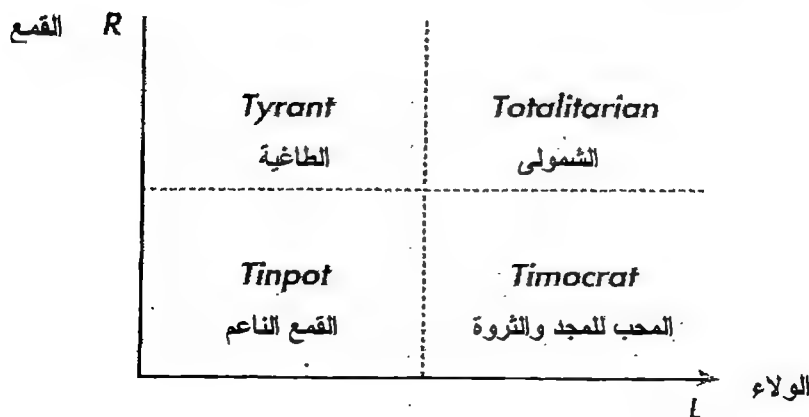 القمع R
Tyrant Totalitarian
الطاغية الشمولى
Tinpot Timocrat
القمع الناعم المحب للمجد والثروة
الولاء
L